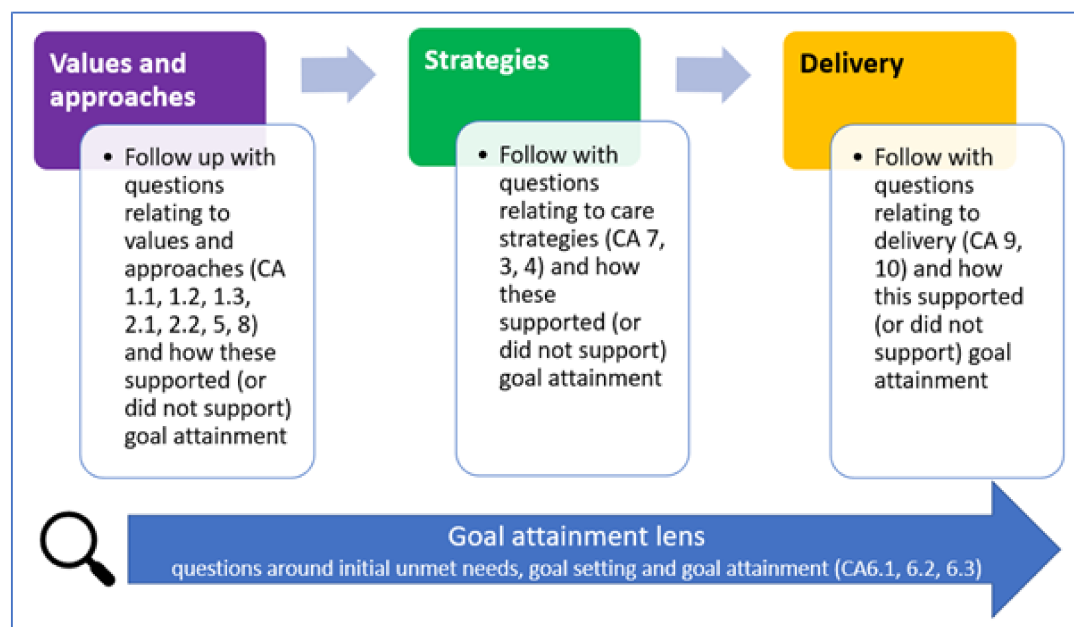 Values and
approaches
• Follow up with
questions
relating to
values and
approaches (CA
1.1, 1.2, 1.3,
2.1, 2.2, 5, 8)
and how these
supported (or
did not support)
goal attainment
Strategies
• Follow with
questions
relating to care
strategies (CA 7,
3, 4) and how
these
supported (or
did not support)
goal attainment
Delivery
• Follow with
questions
relating to
delivery (CA 9,
10) and how
this supported
(or did not
support) goal
attainment
Goal attainment lens
questions around initial unmet needs, goal setting and goal attainment (CA6.1, 6.2, 6.3)